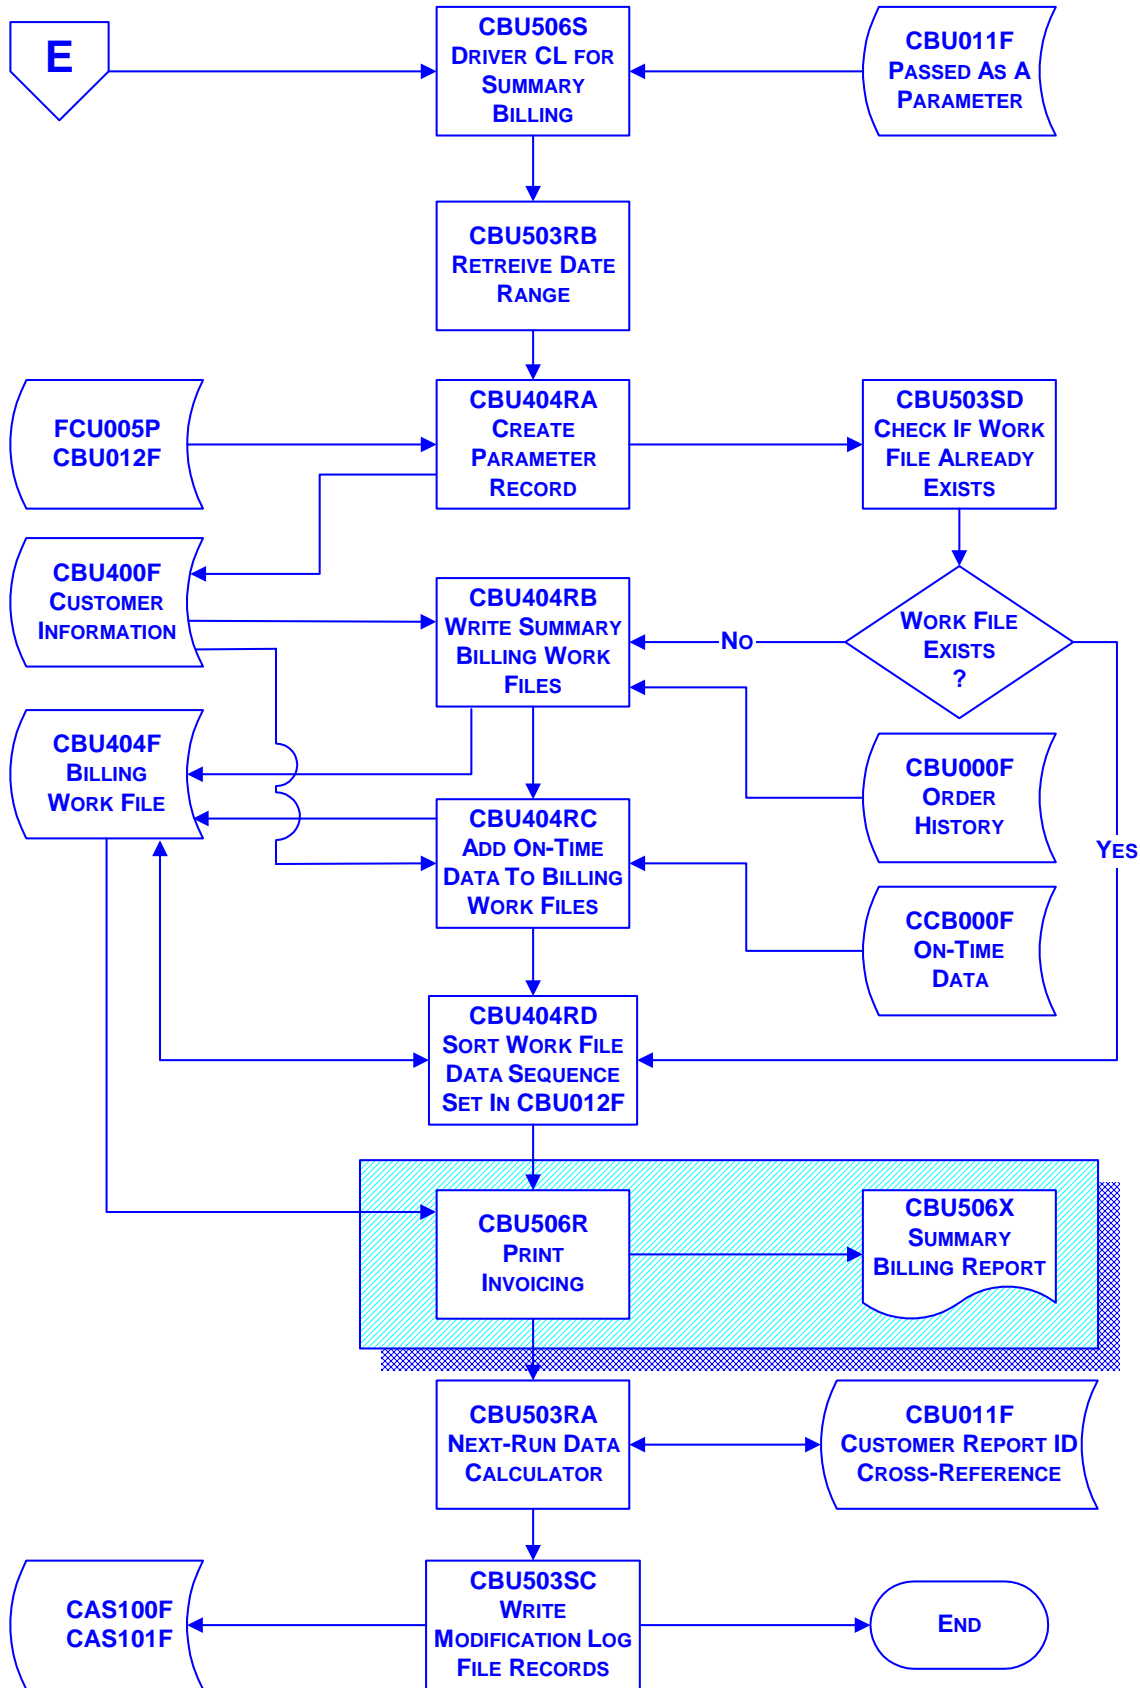 E
CBU506S
DRIVER CL FOR
SUMMARY
BILLING
CBU011F
PASSED AS A
PARAMETER
CBU503RB
RETREIVE DATE
RANGE
FCU005P
CBU012F
CBU404RA
CREATE
PARAMETER
RECORD
CBU503SD
CHECK IF WORK
FILE ALREADY
EXISTS
CBU400F
CUSTOMER
INFORMATION
CBU404RB
WRITE SUMMARY
BILLING WORK
FILES
NO
WORK FILE
EXISTS
?
CBU404F
BILLING
WORK FILE
CBU000F
ORDER
HISTORY
YES
CBU404RC
ADD ON-TIME
DATA TO BILLING
WORK FILES
CCB000F
ON-TIME
DATA
CBU404RD
SORT WORK FILE
DATA SEQUENCE
SET IN CBU012F
CBU506R
PRINT
INVOICING
CBU506X
SUMMARY
BILLING REPORT
CBU503RA
NEXT-RUN DATA
CALCULATOR
CBU011F
CUSTOMER REPORT ID
CROSS-REFERENCE
CAS100F
CAS101F
CBU503SC
WRITE
MODIFICATION LOG
FILE RECORDS
END